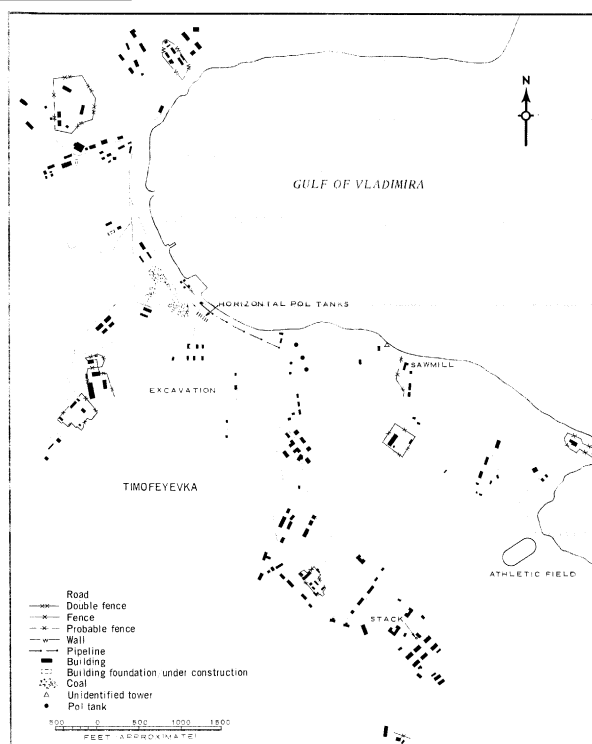 N
GULF OF VLADIMIRA
HORIZONTAL POL TANKS
SAWMILL
EXCAVATION
TIMOFEYEVKA
ATHLETIC FIELD
STACK
Road
Double fence
Fence
Probable fence
Wall
Pipeline
Building
Building foundation under construction
Coal
Unidentified tower
Pol tank
500 0 500 1000 1500
FEET (APPROXIMATE)